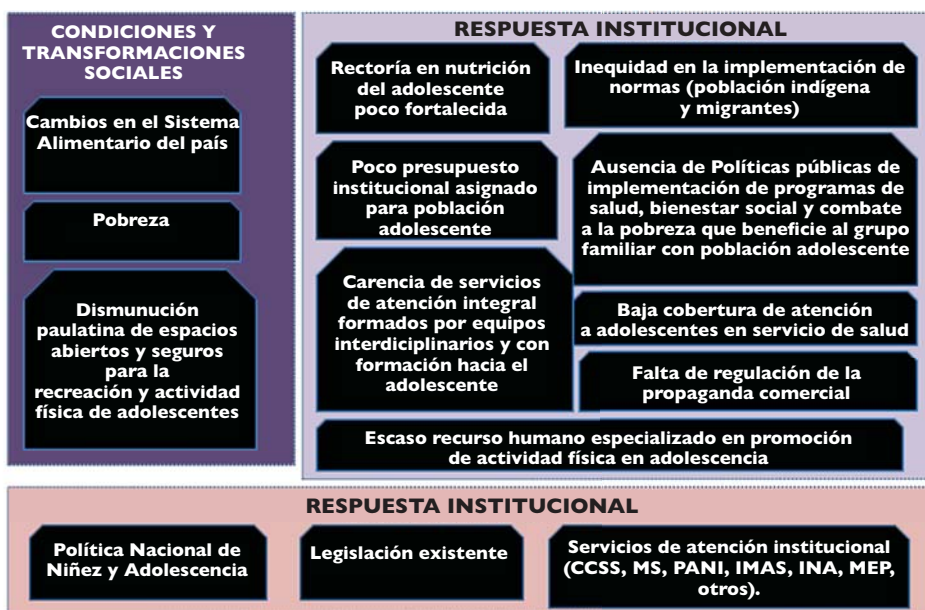 CONDICIONES Y
TRANSFORMACIONES
SOCIALES
Cambios en el Sistema
Alimentario del país
Pobreza
Dismunución
paulatina de espacios
abiertos y seguros
para la
recreación y actividad
física de adolescentes
RESPUESTA INSTITUCIONAL
Rectoría en nutrición
del adolescente
poco fortalecida
Inequidad en la implementación de
normas (población indígena
y migrantes)
Poco presupuesto
institucional asignado
para población
adolescente
Ausencia de Políticas públicas de
implementación de programas de
salud, bienestar social y combate
a la pobreza que beneficie al grupo
familiar con población adolescente
Carencia de servicios
de atención integral
formados por equipos
interdiciplinarios y con
formación hacia el
adolescente
Baja cobertura de atención
a adolescentes en servicio de salud
Falta de regulación de la
propaganda comercial
Escaso recurso humano especializado en promoción
de actividad física en adolescencia
RESPUESTA INSTITUCIONAL
Política Nacional de
Niñez y Adolescencia
Legislación existente
Servicios de atención institucional
(CCSS, MS, PANI, IMAS, INA, MEP,
otros).